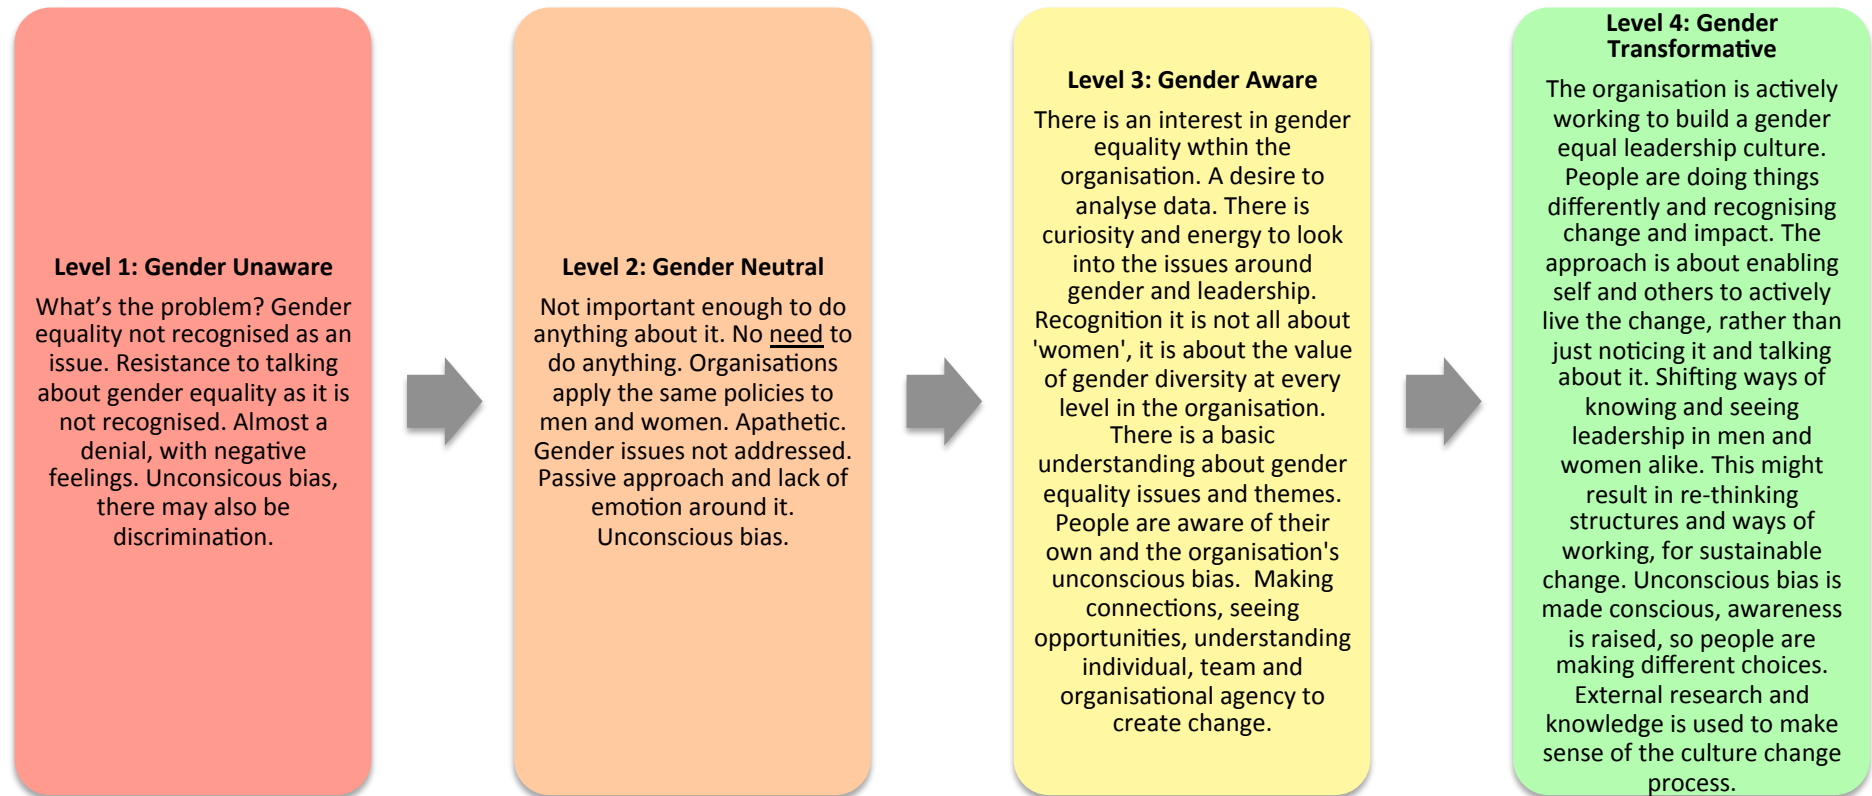 Level 1: Gender Unaware
What’s the problem? Gender
equality not recognised as an
issue. Resistance to talking
about gender equality as it is
not recognised. Almost a
denial, with negative
feelings. Unconsicous bias,
there may also be
discrimination.
Level 2: Gender Neutral
Not important enough to do
anything about it. No need to
do anything. Organisations
apply the same policies to
men and women. Apathetic.
Gender issues not addressed.
Passive approach and lack of
emotion around it.
Unconscious bias.
Level 3: Gender Aware
There is an interest in gender
equality wthin the
organisation. A desire to
analyse data. There is
curiosity and energy to look
into the issues around
gender and leadership.
Recognition it is not all about
'women', it is about the value
of gender diversity at every
level in the organisation.
There is a basic
understanding about gender
equality issues and themes.
People are aware of their
own and the organisation's
unconscious bias.  Making
connections, seeing
opportunities, understanding
individual, team and
organisational agency to
create change.
Level 4: Gender
Transformative
The organisation is actively
working to build a gender
equal leadership culture.
People are doing things
differently and recognising
change and impact. The
approach is about enabling
self and others to actively
live the change, rather than
just noticing it and talking
about it. Shifting ways of
knowing and seeing
leadership in men and
women alike. This might
result in re-thinking
structures and ways of
working, for sustainable
change. Unconscious bias is
made conscious, awareness
is raised, so people are
making different choices.
External research and
knowledge is used to make
sense of the culture change
process.